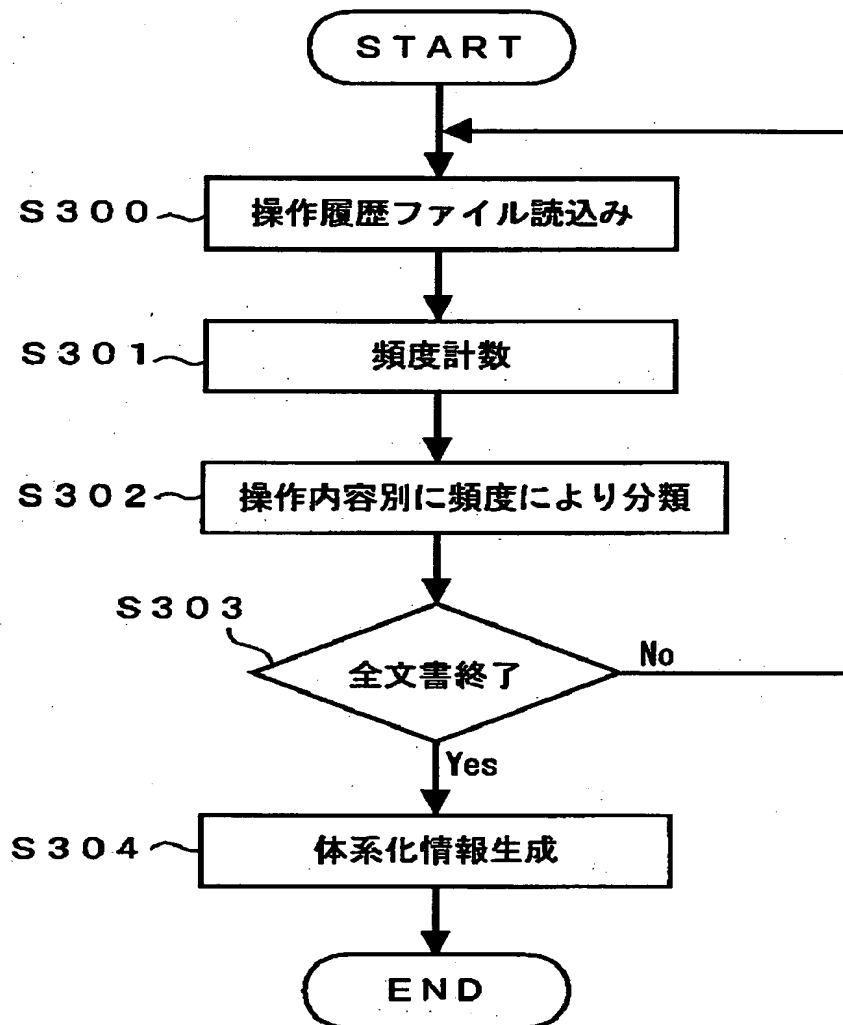 START
S300
操作履歴ファイル読込み
S301
頻度計数
S302
操作内容別に頻度により分類
S303
全文書終了
No
Yes
S304
体系化情報生成
END